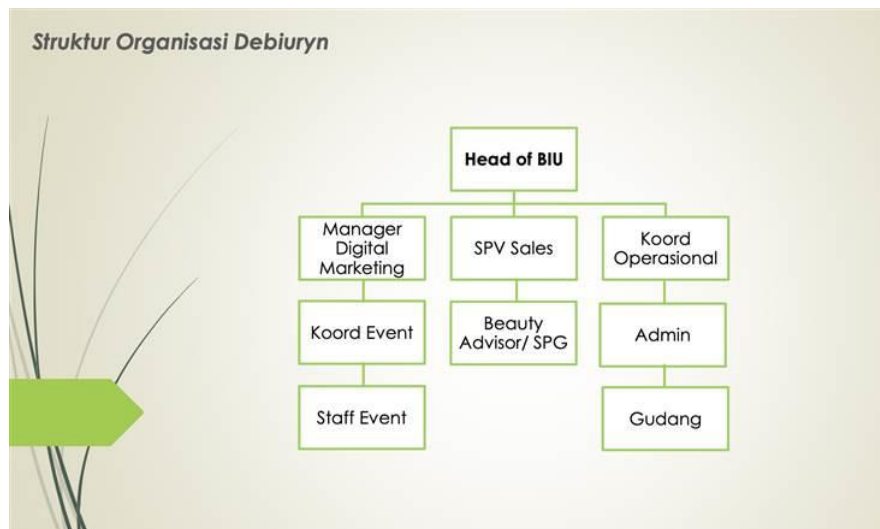 Struktur Organisasi Debiuryn
Head of BIU
Manager
Digital
Marketing
SPV Sales
Koord
Operasional
Koord Event
Beauty
Advisor/ SPG
Admin
Staff Event
Gudang